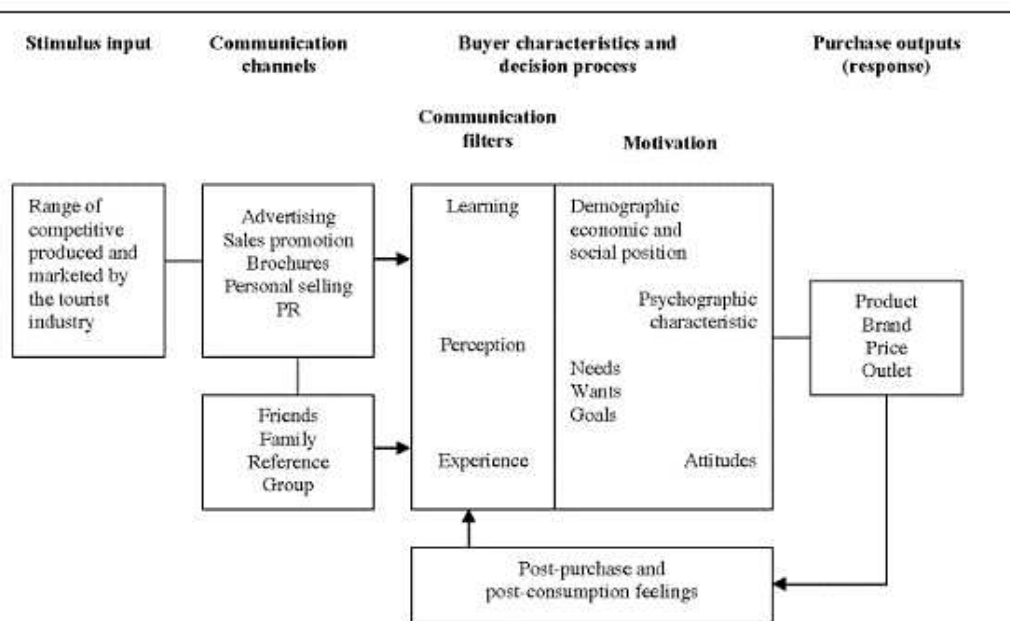 Stimulus input
Communication
channels
Buyer characteristics and
decision process
Purchase outputs
(response)
Communication
filters
Motivation
Range of
competitive
produced and
marketed by
the tourist
industry
Advertising
Sales promotion
Brochures
Personal selling
PR
Friends
Family
Reference
Group
Learning
Perception
Experience
Demographic
economic and
social position
Psychographic
characteristic
Needs
Wants
Goals
Attitudes
Product
Brand
Price
Outlet
Post-purchase and
post-consumption feelings